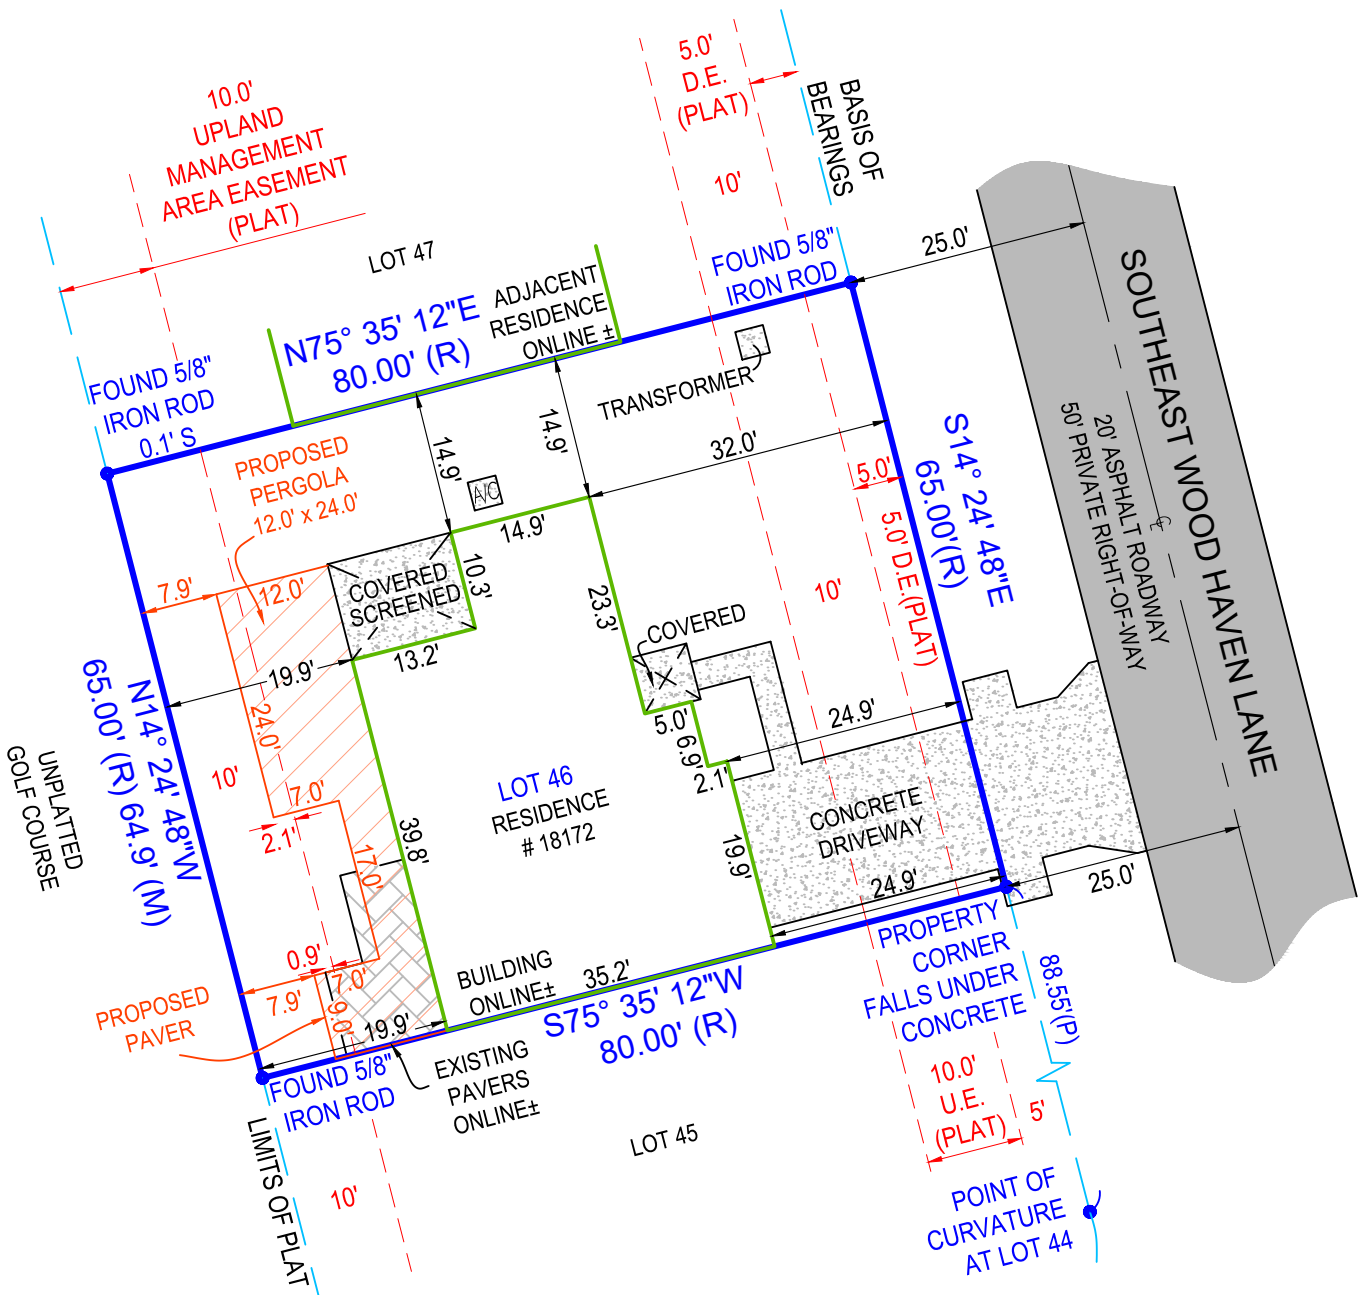 5.0'
D.E.
(PLAT)
10.0'
UPLAND
MANAGEMENT
AREA EASEMENT
(PLAT)
BASIS OF
BEARINGS
10'
LOT 47
FOUND 5/8"
IRON ROD
25.0'
ADJACENT
RESIDENCE
ONLINE ±
N75° 35' 12"E
80.00' (R)
SOUTHEAST WOOD HAVEN LANE
20' ASPHALT ROADWAY
50' PRIVATE RIGHT-OF-WAY
FOUND 5/8"
IRON ROD
0.1' S
TRANSFORMER
PROPOSED
PERGOLA
12.0' x 24.0'
14.9'
14.9'
A/C
32.0'
5.0'
S14° 24' 48"E
65.00'(R)
5.0' D.E.(PLAT)
14.9'
10.3'
COVERED
SCREENED
13.2'
7.9'
12.0'
23.3'
COVERED
10'
19.9'
24.0'
5.0'
6.9'
2.1'
24.9'
N14° 24' 48"W
65.00' (R) 64.9' (M)
UNPLATTED
GOLF COURSE
10'
7.0'
2.1'
17.0'
39.8'
LOT 46
RESIDENCE
# 18172
19.9'
CONCRETE
DRIVEWAY
24.9'
25.0'
0.9'
7.0'
7.9'
9.0'
PROPOSED
PAVER
19.9'
BUILDING
ONLINE±
35.2'
S75° 35' 12"W
80.00' (R)
PROPERTY
CORNER
FALLS UNDER
CONCRETE
88.55'(P)
FOUND 5/8"
IRON ROD
EXISTING
PAVERS
ONLINE±
10.0'
U.E.
(PLAT)
5'
LIMITS OF PLAT
10'
LOT 45
POINT OF
CURVATURE
AT LOT 44